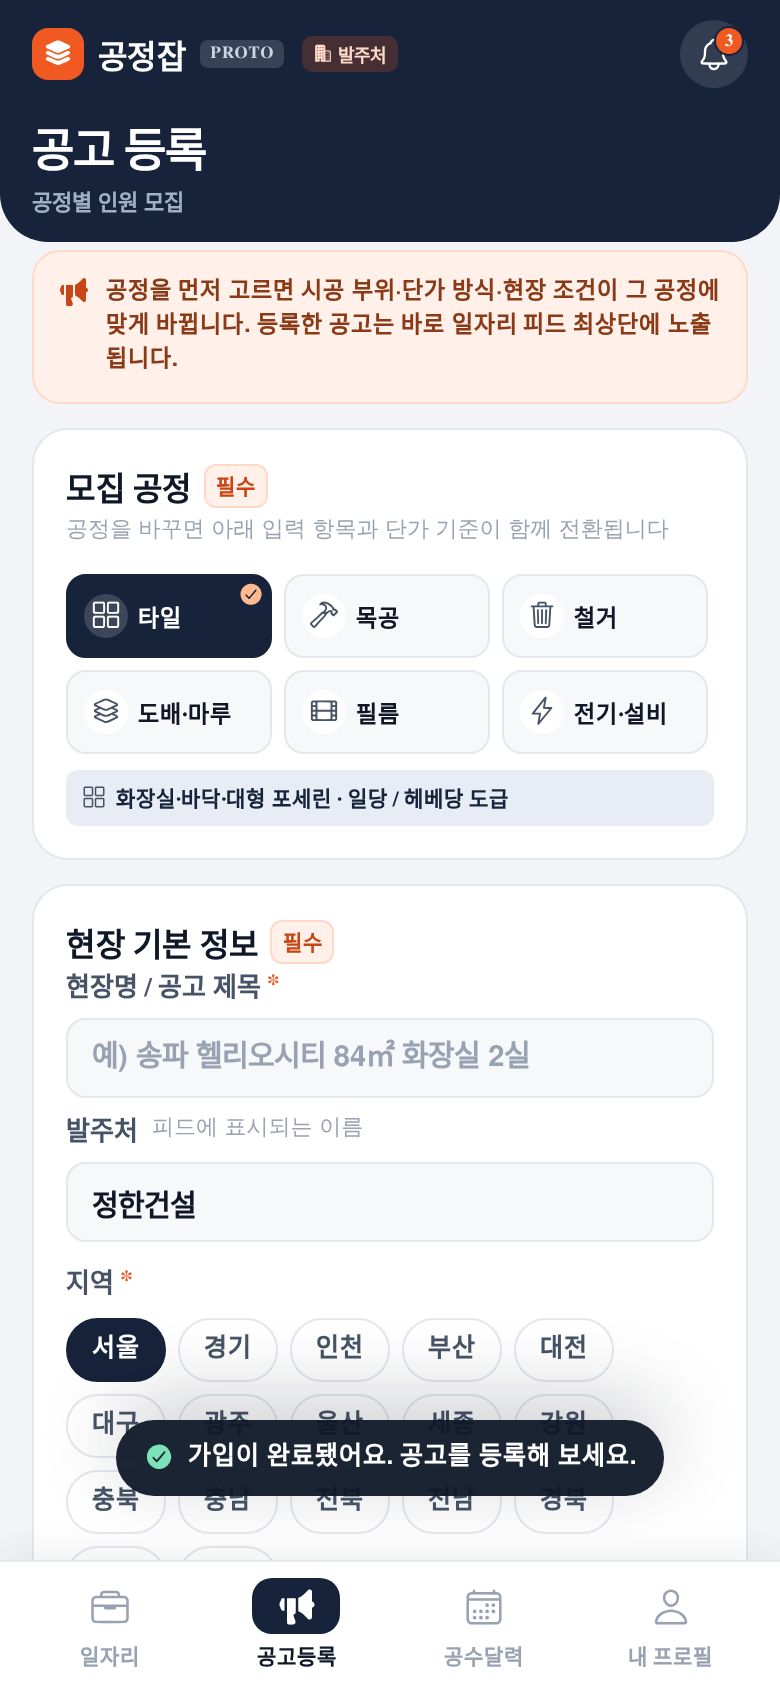 공정잡 PROTO 발주처 3
공고 등록
공정별 인원 모집
공정을 먼저 고르면 시공 부위·단가 방식·현장 조건이 그 공정에
맞게 바뀝니다. 등록한 공고는 바로 일자리 피드 최상단에 노출
됩니다.
모집 공정 필수
공정을 바꾸면 아래 입력 항목과 단가 기준이 함께 전환됩니다
타일 목공 철거
도배·마루 필름 전기·설비
화장실·바닥·대형 포세린 · 일당 / 헤베당 도급
현장 기본 정보 필수
현장명 / 공고 제목 *
예) 송파 헬리오시티 84㎡ 화장실 2실
발주처 피드에 표시되는 이름
정한건설
지역 *
서울 경기 인천 부산 대전
대구 광주 울산 세종 강원
가입이 완료됐어요. 공고를 등록해 보세요.
충북 충남 전북 전남 경북
일자리 공고등록 공수달력 내 프로필